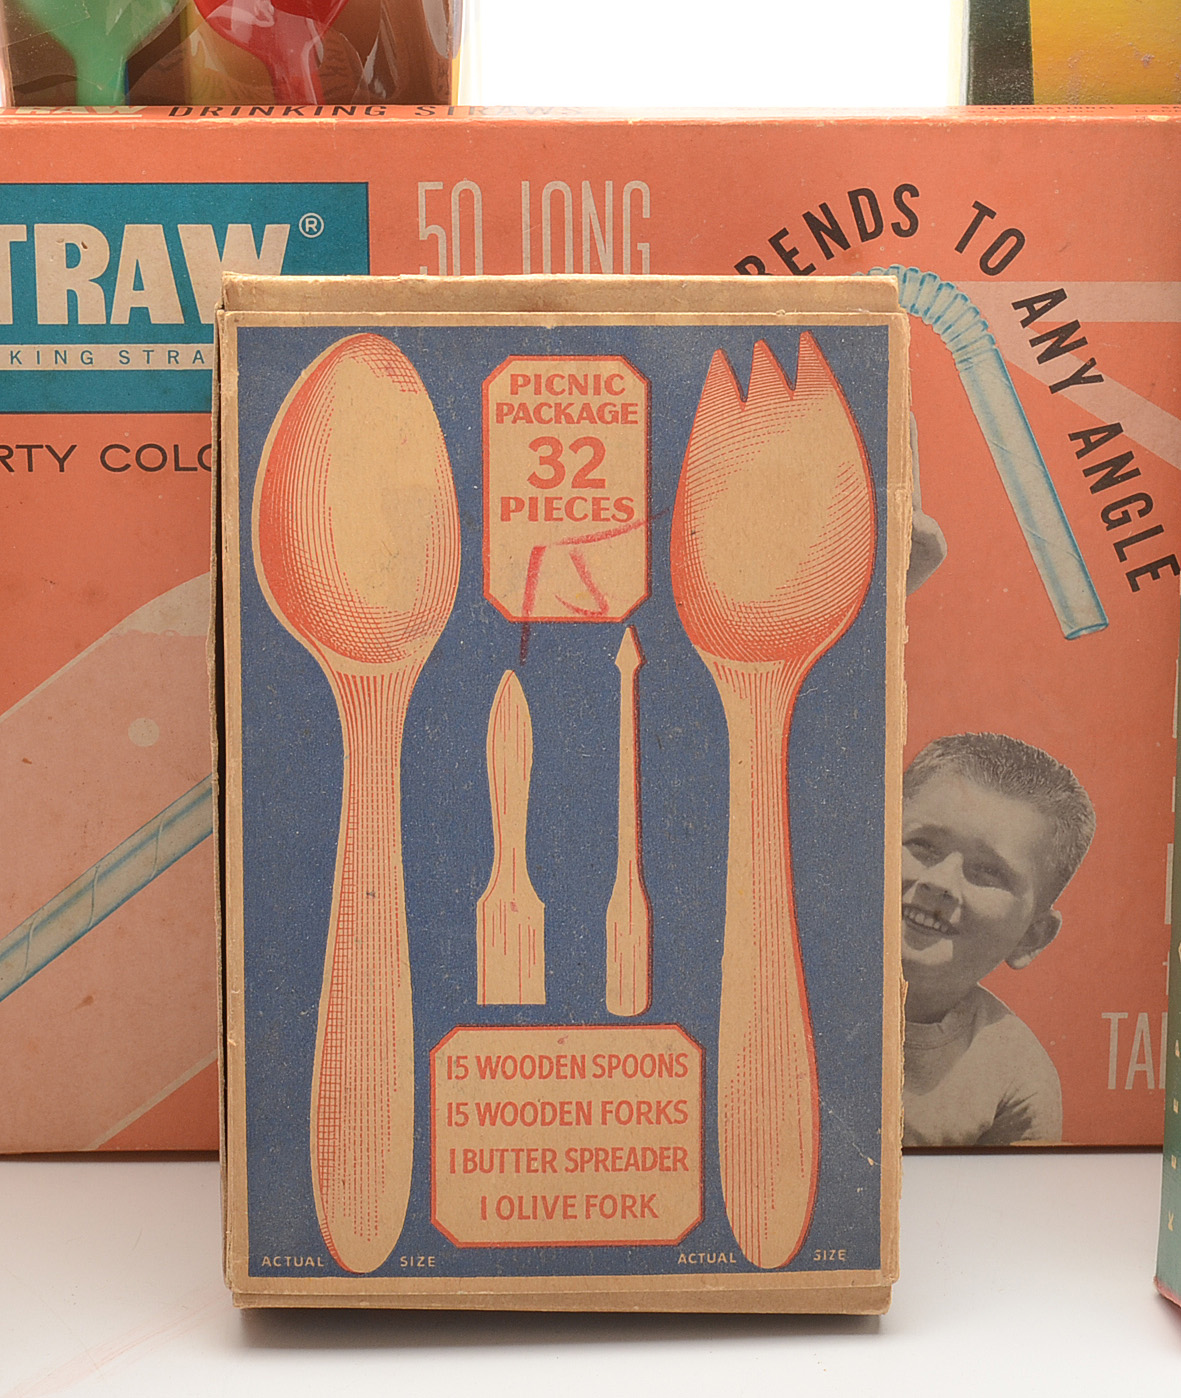 DRINKING STRAWS
TRAW®
KING STRA
RTY COLO
50 LONG
BENDS TO ANY ANGLE
PICNIC
PACKAGE
32
PIECES
15 WOODEN SPOONS
15 WOODEN FORKS
1 BUTTER SPREADER
1 OLIVE FORK
ACTUAL SIZE
ACTUAL SIZE
TAB